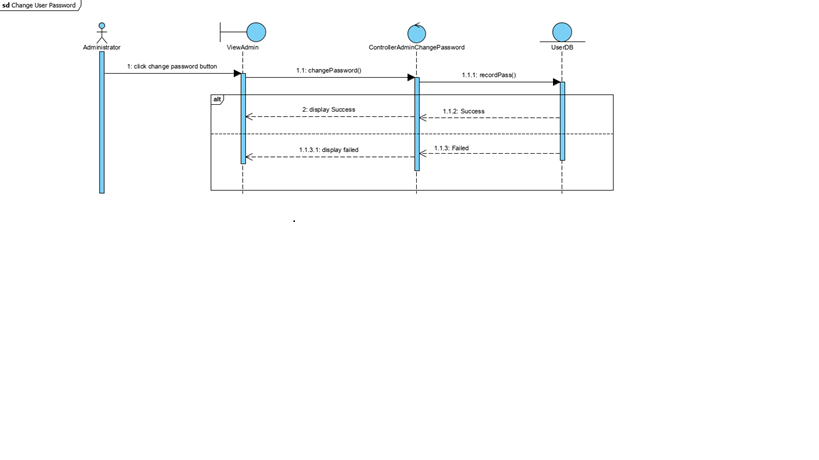 sd Change User Password
Administrator
ViewAdmin
ControllerAdminChangePassword
UserDB
1: click change password button
1.1: changePassword()
1.1.1: recordPass()
alt
2: display Success
1.1.2: Success
1.1.3.1: display failed
1.1.3: Failed